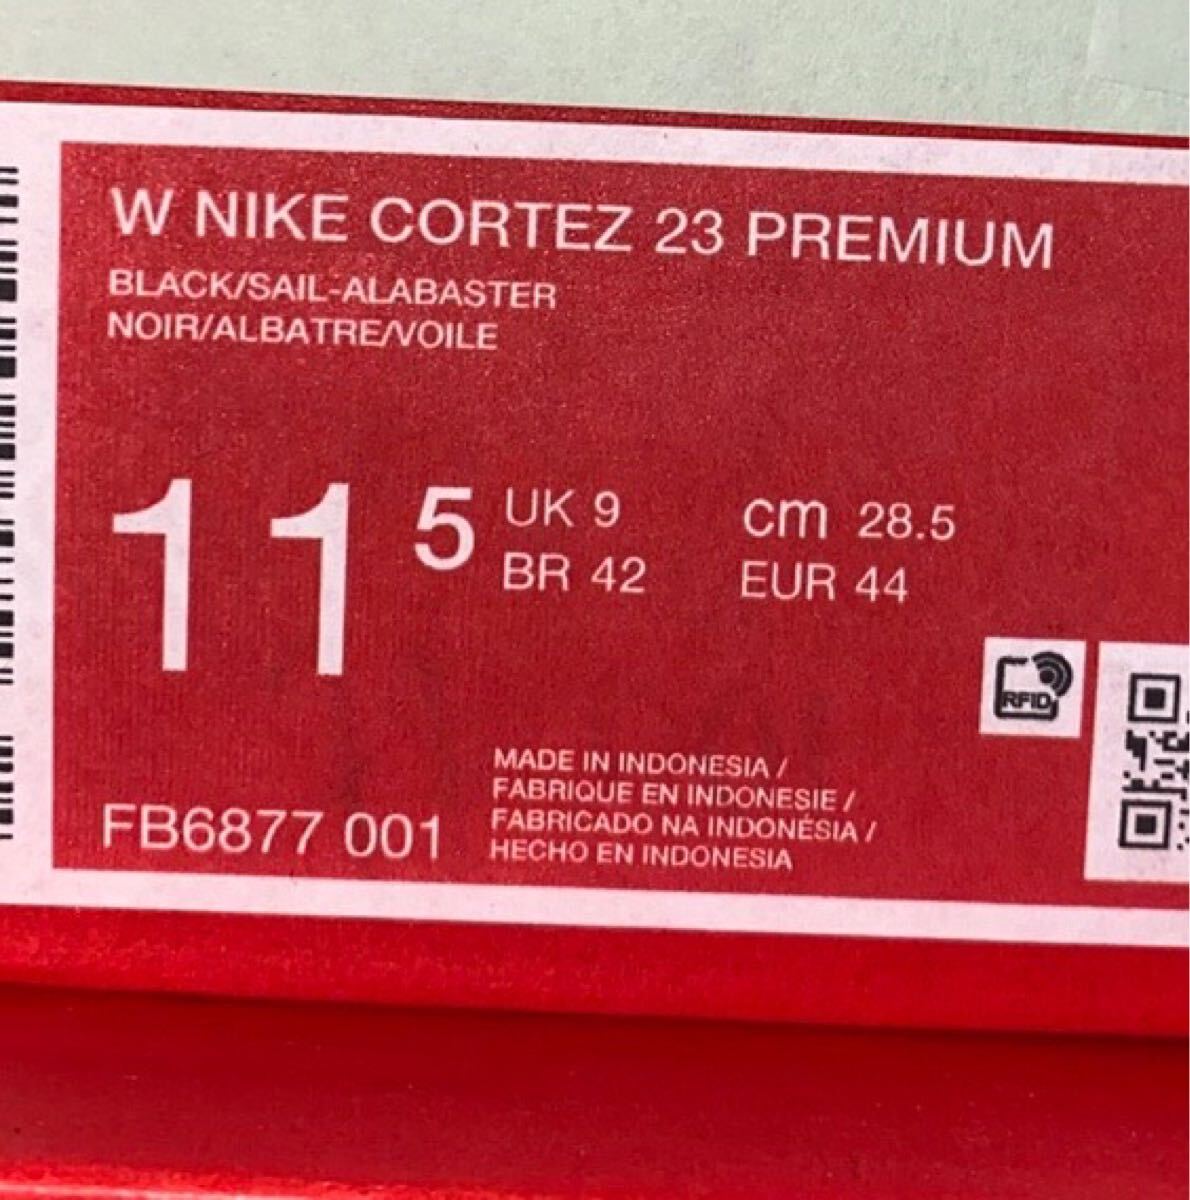 W NIKE CORTEZ 23 PREMIUM
BLACK/SAIL-ALABASTER
NOIR/ALBATRE/VOILE
11 5
UK 9 cm 28.5
BR 42 EUR 44
RFID
MADE IN INDONESIA /
FABRIQUE EN INDONESIE /
FABRICADO NA INDONÉSIA /
HECHO EN INDONESIA
FB6877 001